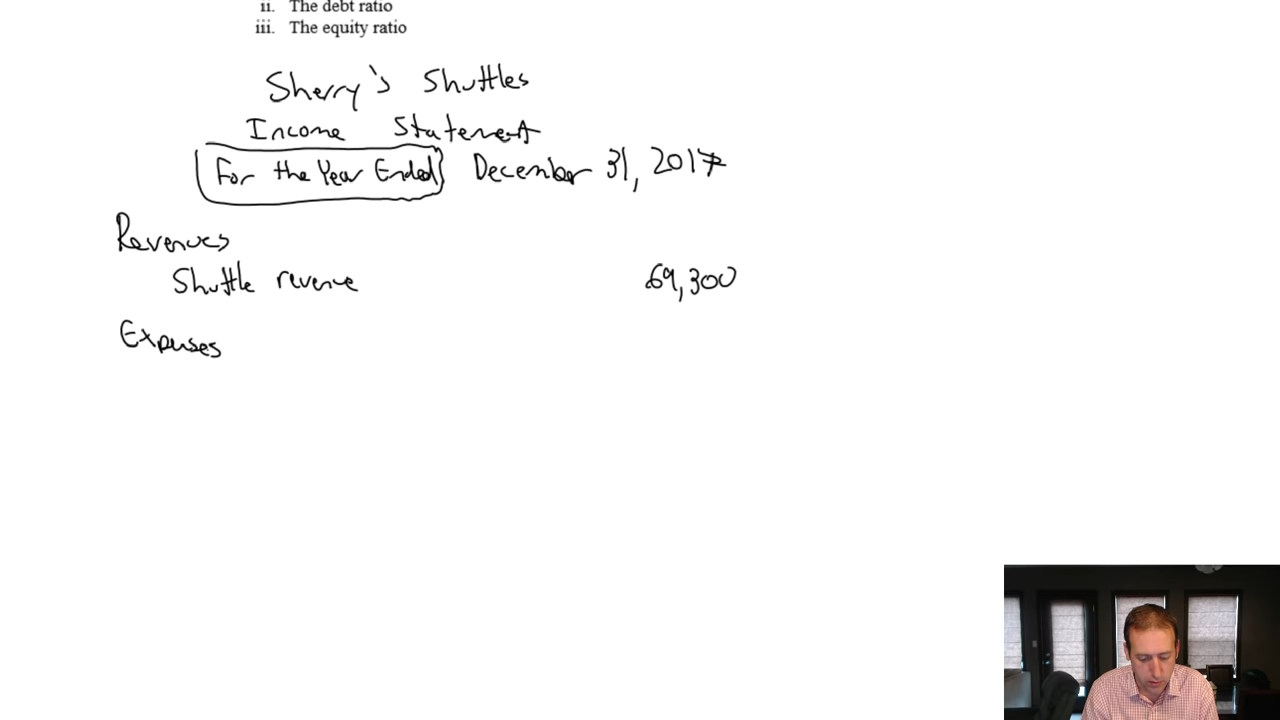 ii. The debt ratio
iii. The equity ratio
Sherry's Shuttles
Income Statement
For the Year Ended December 31, 2017
Revenues
Shuttle revenue 69,300
Expenses